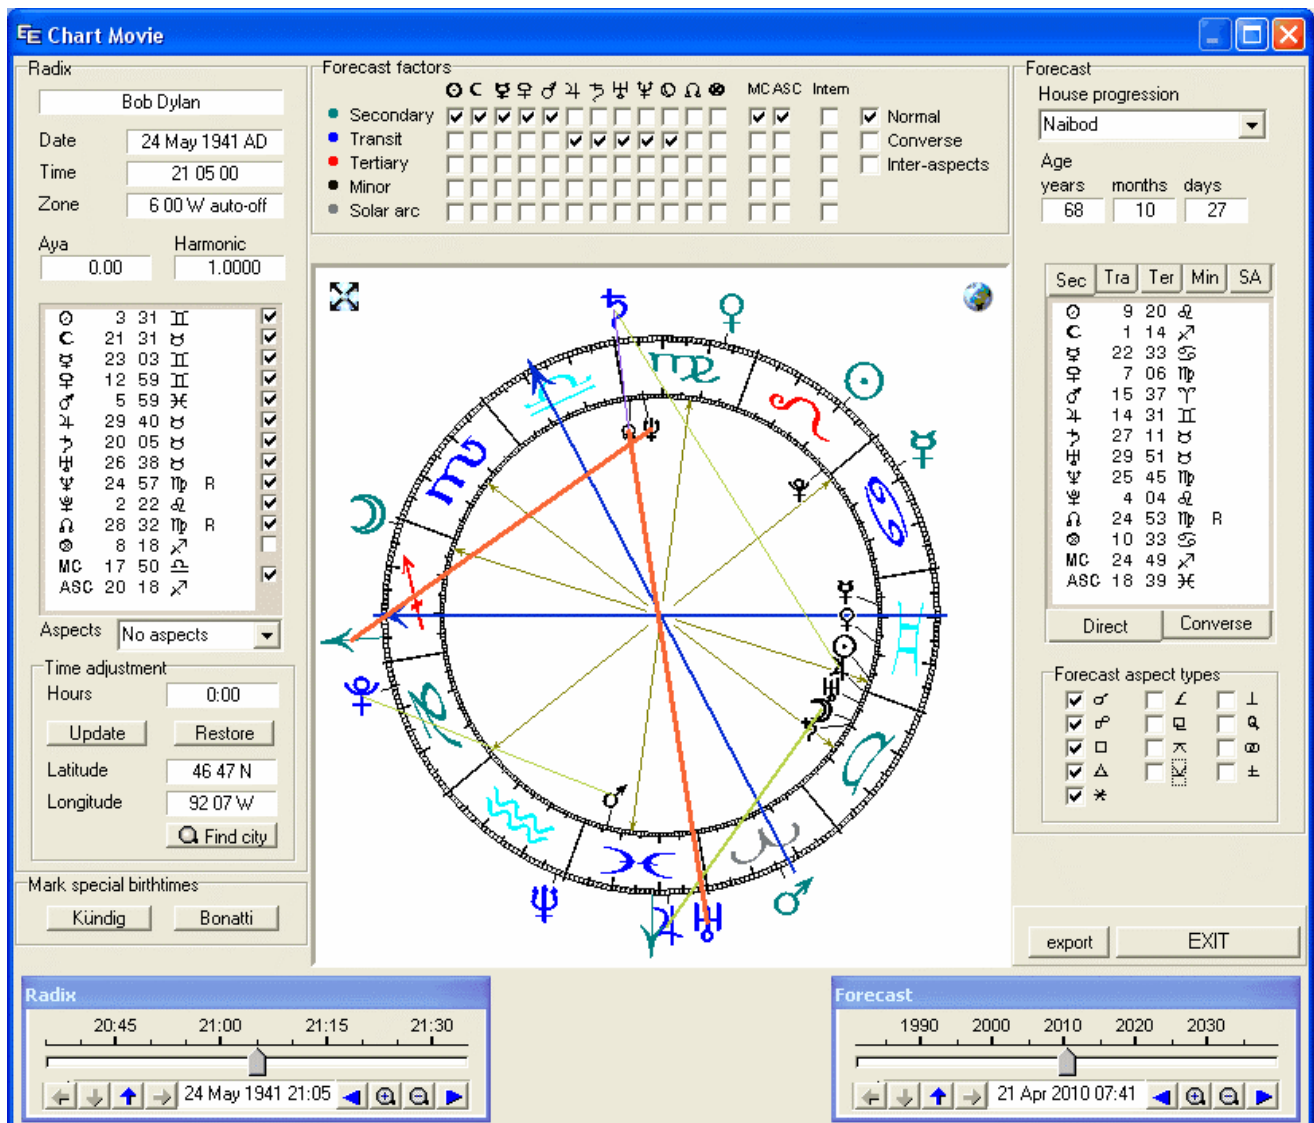 EE Chart Movie
Radix
Bob Dylan
Date 24 May 1941 AD
Time 21 05 00
Zone 6 00 W auto-off
Aya Harmonic
0.00 1.0000
☉ 3 31 ♊
☾ 21 31 ♉
☿ 23 03 ♊
♀ 12 59 ♊
♂ 5 59 ♓
♃ 29 40 ♉
♄ 20 05 ♉
♅ 26 38 ♉
♆ 24 57 ♍ R
♇ 2 22 ♌
☊ 28 32 ♍ R
⊗ 8 18 ♐
MC 17 50 ♎
ASC 20 18 ♐
Aspects No aspects
Time adjustment
Hours 0:00
Update Restore
Latitude 46 47 N
Longitude 92 07 W
Find city
Mark special birthtimes
Kündig Bonatti
Forecast factors
MC ASC Intern
Secondary Normal
Transit Converse
Tertiary Inter-aspects
Minor
Solar arc
Forecast
House progression
Naibod
Age
years months days
68 10 27
Sec Tra Ter Min SA
☉ 9 20 ♌
☾ 1 14 ♐
☿ 22 33 ♋
♀ 7 06 ♍
♂ 15 37 ♈
♃ 14 31 ♊
♄ 27 11 ♉
♅ 29 51 ♉
♆ 25 45 ♍
♇ 4 04 ♌
☊ 24 53 ♍ R
⊗ 10 33 ♋
MC 24 49 ♐
ASC 18 39 ♓
Direct Converse
Forecast aspect types
export EXIT
Radix
20:45 21:00 21:15 21:30
24 May 1941 21:05
Forecast
1990 2000 2010 2020 2030
21 Apr 2010 07:41